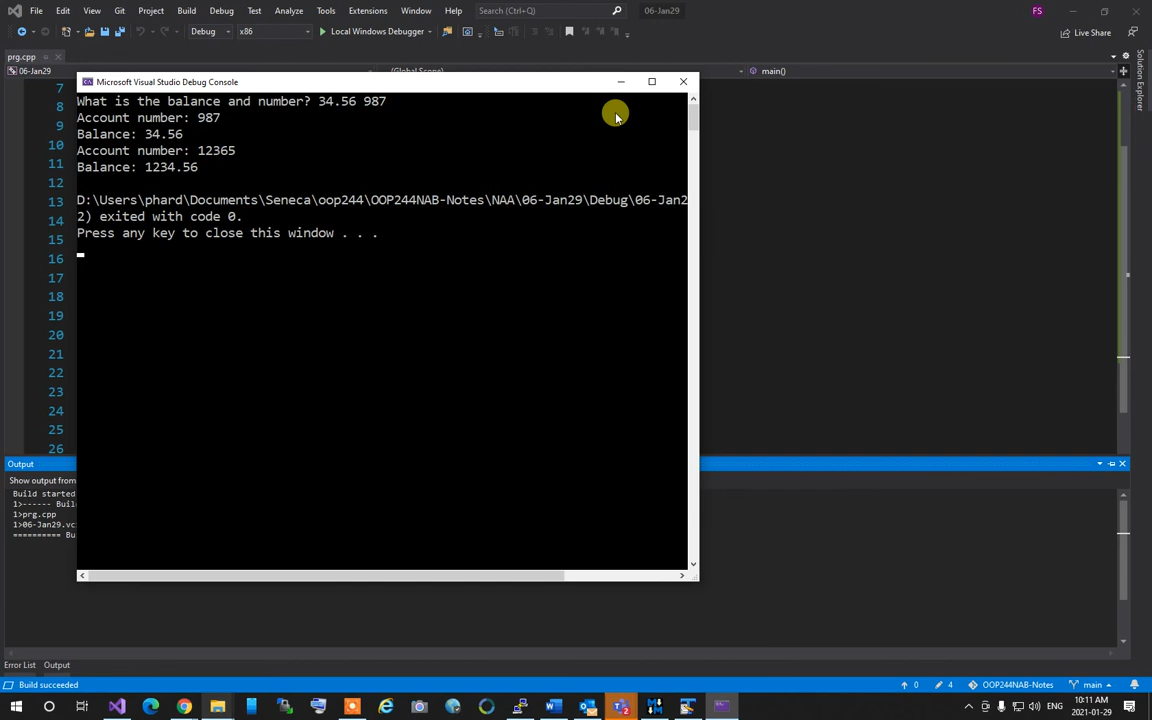 File Edit View Git Project Build Debug Test Analyze Tools Extensions Window Help Search (Ctrl+Q) 06-Jan29 FS
Debug x86 Local Windows Debugger Live Share
prg.cpp
06-Jan29 (Global Scope) main()
Microsoft Visual Studio Debug Console
What is the balance and number? 34.56 987
Account number: 987
Balance: 34.56
Account number: 12365
Balance: 1234.56
D:\Users\phard\Documents\Seneca\oop244\OOP244NAB-Notes\NAA\06-Jan29\Debug\06-Jan2
2) exited with code 0.
Press any key to close this window . . .
7
8
9
10
11
12
13
14
15
16
17
18
19
20
21
22
23
24
25
26
Solution Explorer
Output
Show output from
Build started
1>------ Buil
1>prg.cpp
1>06-Jan29.vc
========== Bu
Error List Output
Build succeeded 0 4 OOP244NAB-Notes main
ENG 10:11 AM
2021-01-29